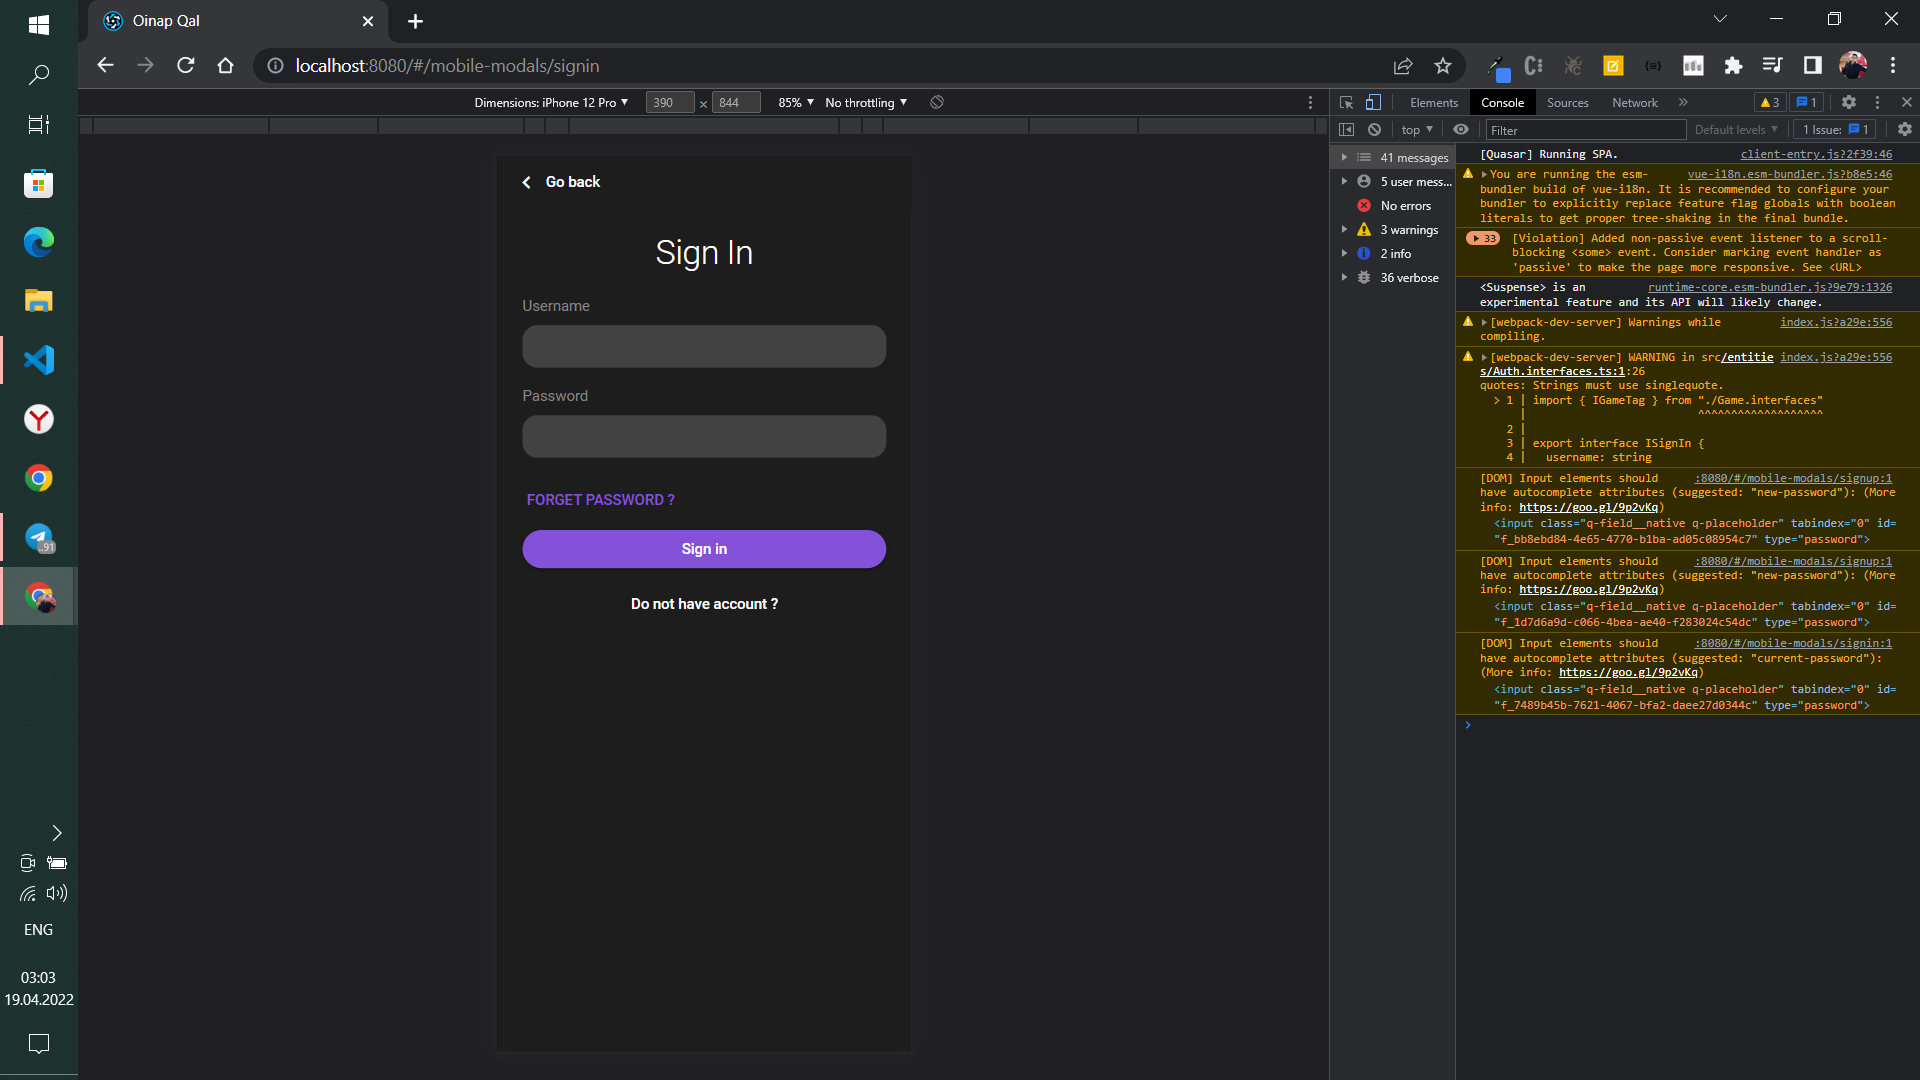 Oinap Qal
localhost:8080/#/mobile-modals/signin
Dimensions: iPhone 12 Pro
390 × 844
85%
No throttling
Elements
Console
Sources
Network
3
1
top
Filter
Default levels
1 Issue: 1
Go back
Sign In
Username
Password
FORGET PASSWORD ?
Sign in
Do not have account ?
41 messages
5 user mess...
No errors
3 warnings
2 info
36 verbose
[Quasar] Running SPA. client-entry.js?2f39:46
You are running the esm- vue-i18n.esm-bundler.js?b8e5:46
bundler build of vue-i18n. It is recommended to configure your
bundler to explicitly replace feature flag globals with boolean
literals to get proper tree-shaking in the final bundle.
33 [Violation] Added non-passive event listener to a scroll-
blocking <some> event. Consider marking event handler as
'passive' to make the page more responsive. See <URL>
<Suspense> is an runtime-core.esm-bundler.js?9e79:1326
experimental feature and its API will likely change.
[webpack-dev-server] Warnings while index.js?a29e:556
compiling.
[webpack-dev-server] WARNING in src/entitie index.js?a29e:556
s/Auth.interfaces.ts:1:26
quotes: Strings must use singlequote.
> 1 | import { IGameTag } from "./Game.interfaces"
| ^^^^^^^^^^^^^^^^^^^
2 |
3 | export interface ISignIn {
4 | username: string
[DOM] Input elements should :8080/#/mobile-modals/signup:1
have autocomplete attributes (suggested: "new-password"): (More
info: https://goo.gl/9p2vKq)
<input class="q-field__native q-placeholder" tabindex="0" id=
"f_bb8ebd84-4e65-4770-b1ba-ad05c08954c7" type="password">
[DOM] Input elements should :8080/#/mobile-modals/signup:1
have autocomplete attributes (suggested: "new-password"): (More
info: https://goo.gl/9p2vKq)
<input class="q-field__native q-placeholder" tabindex="0" id=
"f_1d7d6a9d-c066-4bea-ae40-f283024c54dc" type="password">
[DOM] Input elements should :8080/#/mobile-modals/signin:1
have autocomplete attributes (suggested: "current-password"):
(More info: https://goo.gl/9p2vKq)
<input class="q-field__native q-placeholder" tabindex="0" id=
"f_7489b45b-7621-4067-bfa2-daee27d0344c" type="password">
..91
ENG
03:03
19.04.2022